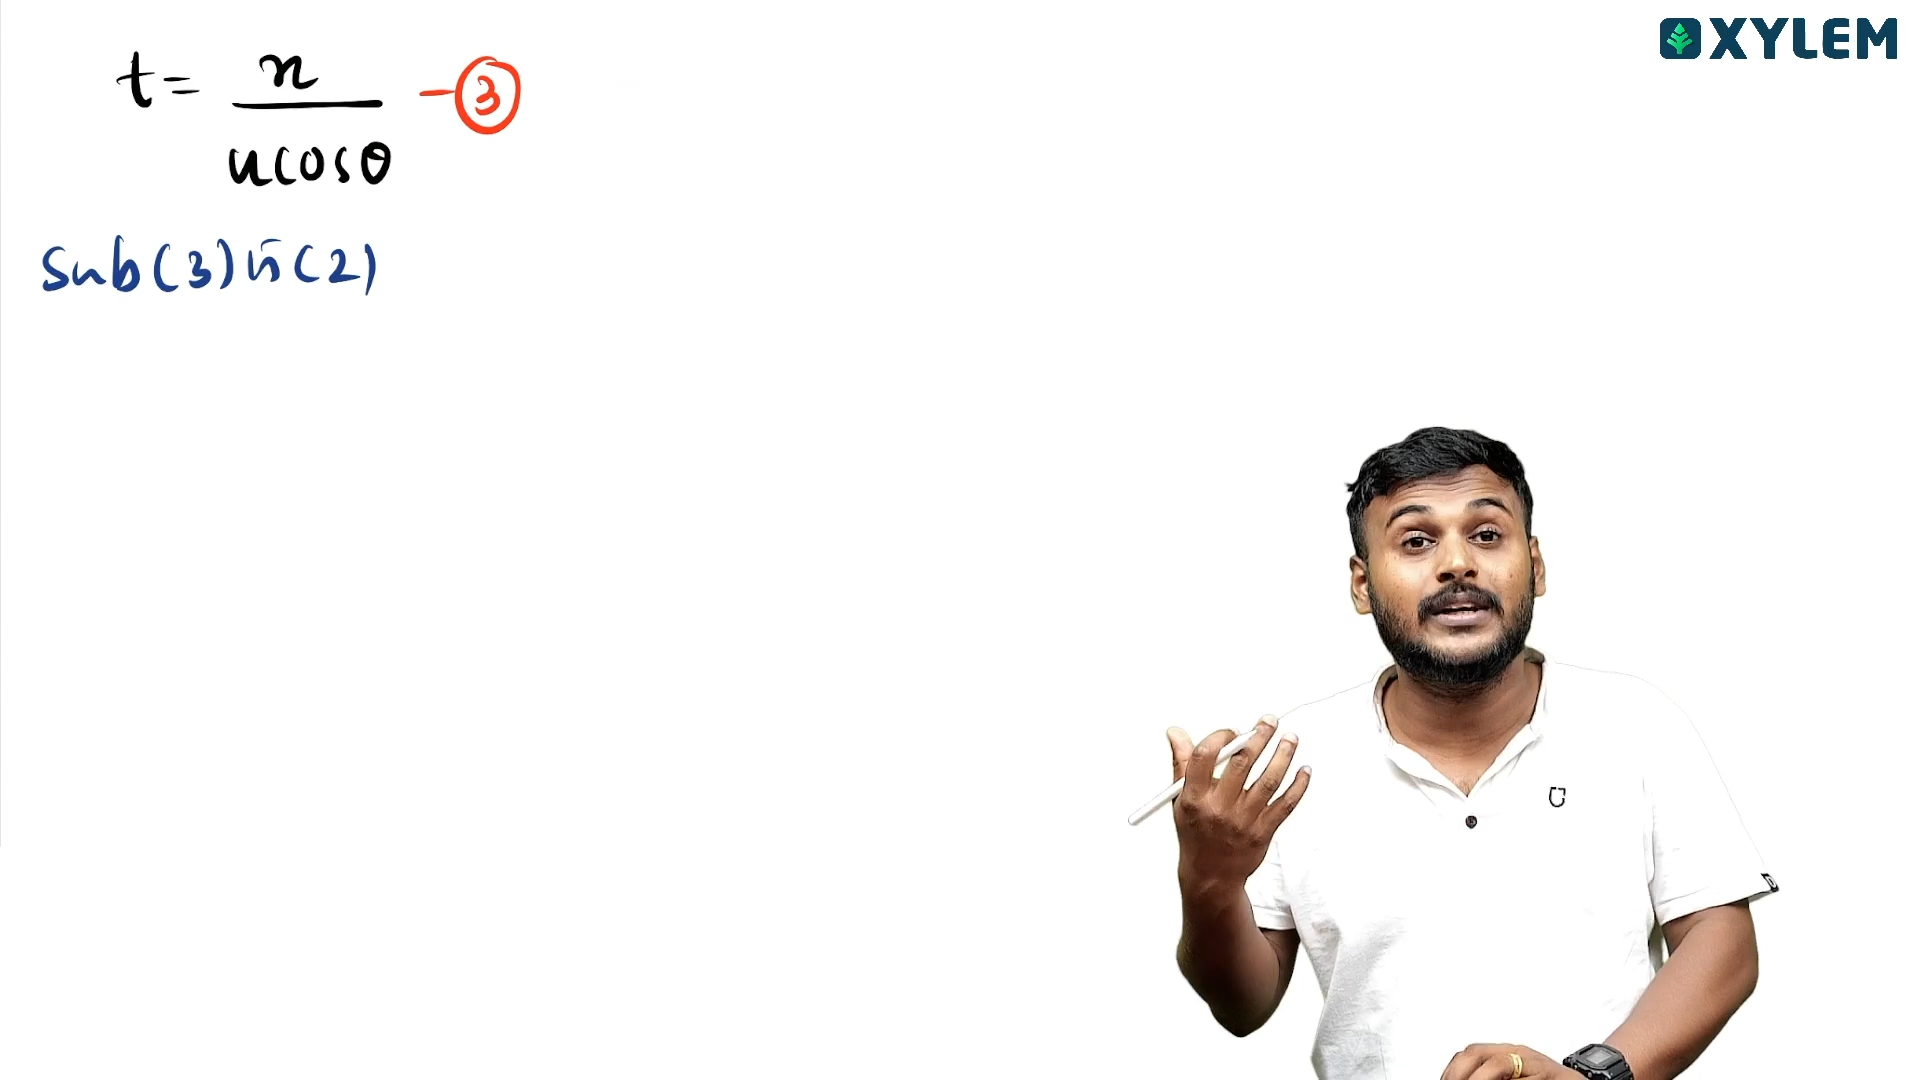 XYLEM
t = x / ucosθ - 3
Sub (3) in (2)